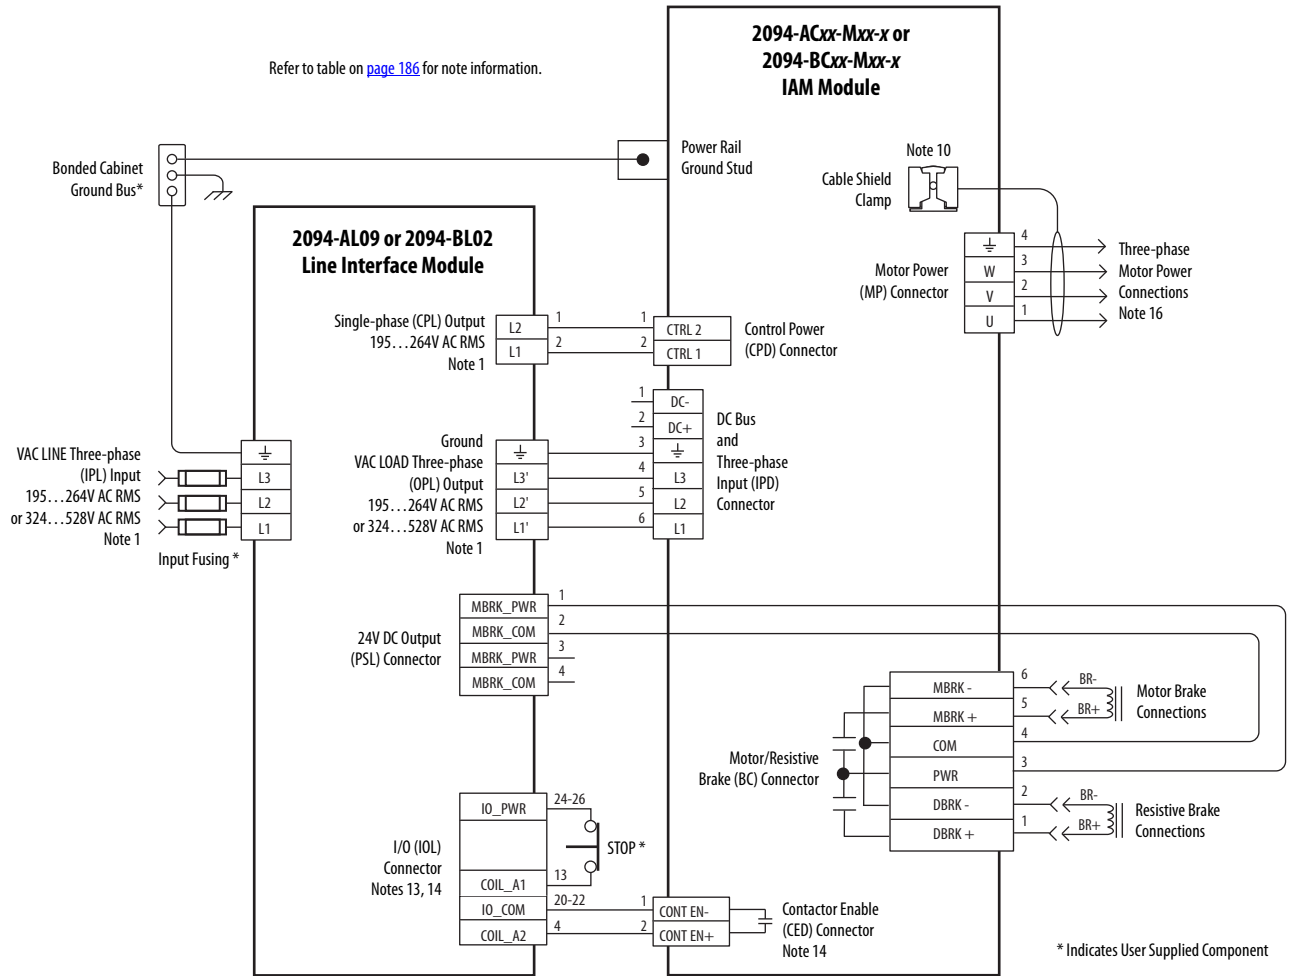 2094-ACxx-Mxx-x or
2094-BCxx-Mxx-x
IAM Module
Refer to table on page 186 for note information.
Bonded Cabinet
Ground Bus*
Power Rail
Ground Stud
Note 10
Cable Shield
Clamp
2094-AL09 or 2094-BL02
Line Interface Module
Motor Power
(MP) Connector
4
W
3
V
2
U
1
Three-phase
Motor Power
Connections
Note 16
Single-phase (CPL) Output
195…264V AC RMS
Note 1
L2
1
L1
2
1
CTRL 2
2
CTRL 1
Control Power
(CPD) Connector
1
DC-
2
DC+
3
4
L3
5
L2
6
L1
DC Bus
and
Three-phase
Input (IPD)
Connector
VAC LINE Three-phase
(IPL) Input
195…264V AC RMS
or 324…528V AC RMS
Note 1
L3
L2
L1
Input Fusing *
Ground
VAC LOAD Three-phase
(OPL) Output
195…264V AC RMS
or 324…528V AC RMS
Note 1
L3'
L2'
L1'
24V DC Output
(PSL) Connector
MBRK_PWR
1
MBRK_COM
2
MBRK_PWR
3
MBRK_COM
4
Motor/Resistive
Brake (BC) Connector
MBRK -
6
MBRK +
5
COM
4
PWR
3
DBRK -
2
DBRK +
1
BR-
BR+
Motor Brake
Connections
BR-
BR+
Resistive Brake
Connections
I/O (IOL)
Connector
Notes 13, 14
IO_PWR
24-26
STOP *
COIL_A1
13
IO_COM
20-22
COIL_A2
4
1
CONT EN-
2
CONT EN+
Contactor Enable
(CED) Connector
Note 14
* Indicates User Supplied Component